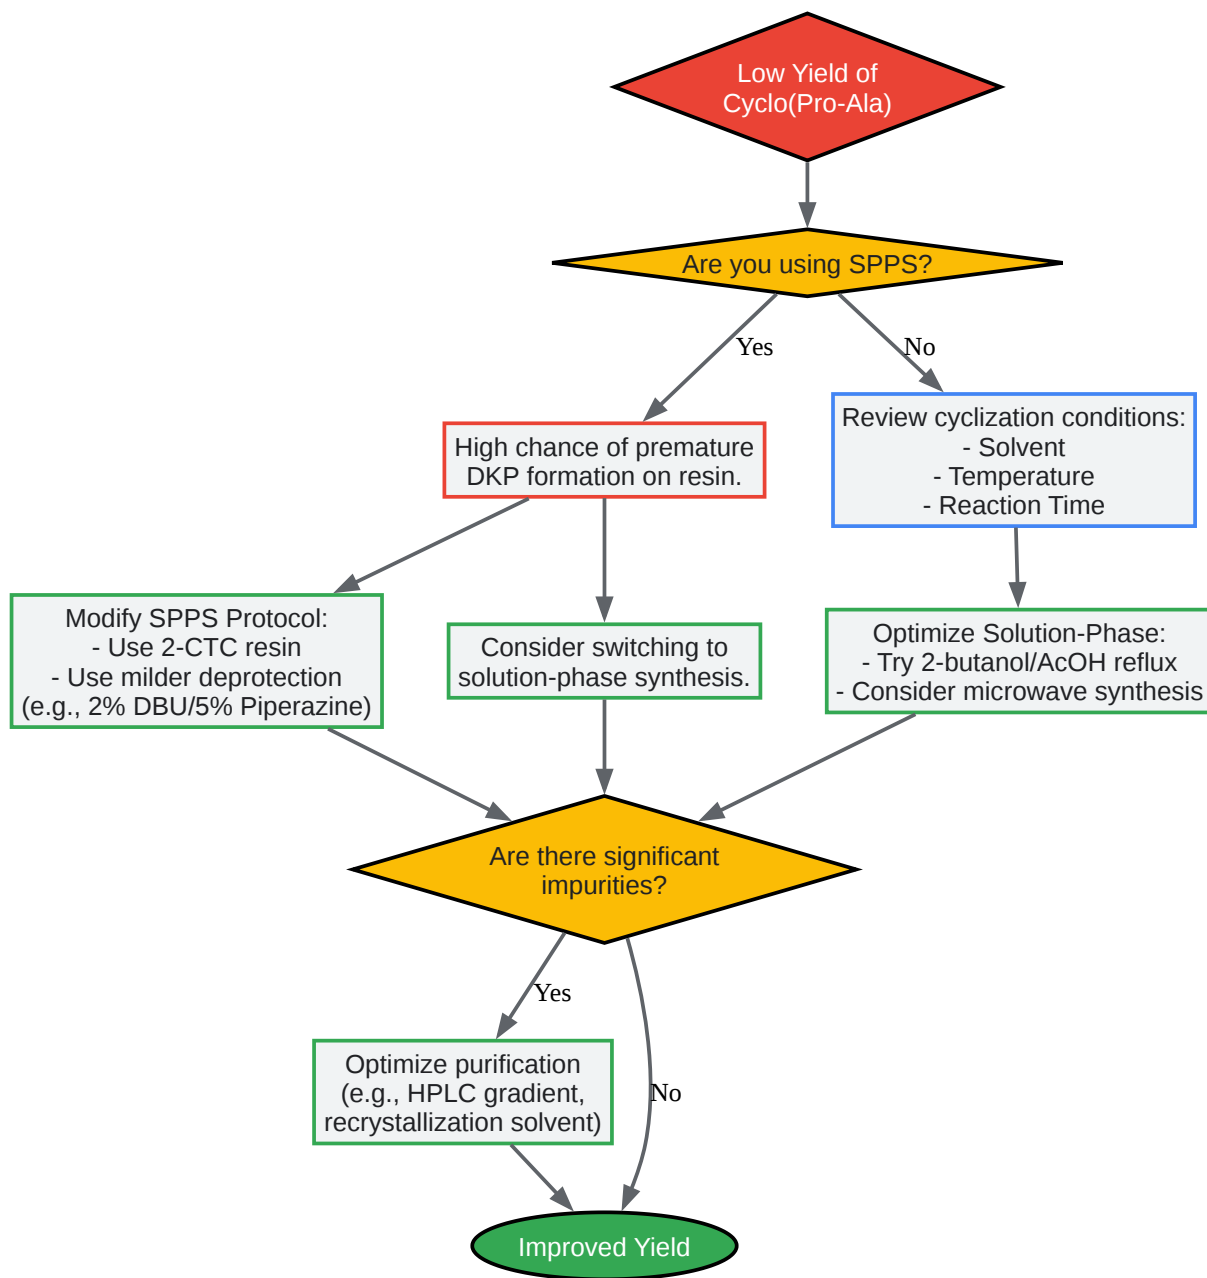 Low Yield of
Cyclo(Pro-Ala)
Are you using SPPS?
Yes
No
High chance of premature
DKP formation on resin.
Review cyclization conditions:
- Solvent
- Temperature
- Reaction Time
Modify SPPS Protocol:
- Use 2-CTC resin
- Use milder deprotection
(e.g., 2% DBU/5% Piperazine)
Consider switching to
solution-phase synthesis.
Optimize Solution-Phase:
- Try 2-butanol/AcOH reflux
- Consider microwave synthesis
Are there significant
impurities?
Yes
No
Optimize purification
(e.g., HPLC gradient,
recrystallization solvent)
Improved Yield